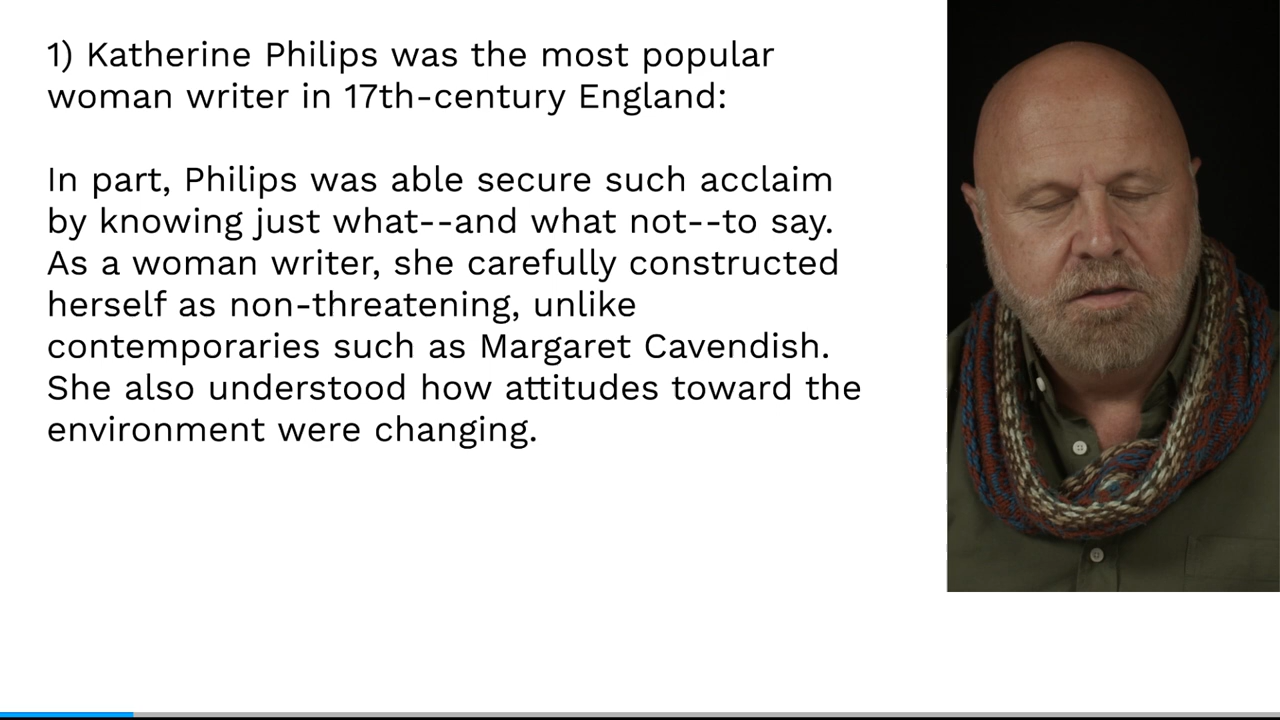 1) Katherine Philips was the most popular
woman writer in 17th-century England:
In part, Philips was able secure such acclaim
by knowing just what--and what not--to say.
As a woman writer, she carefully constructed
herself as non-threatening, unlike
contemporaries such as Margaret Cavendish.
She also understood how attitudes toward the
environment were changing.